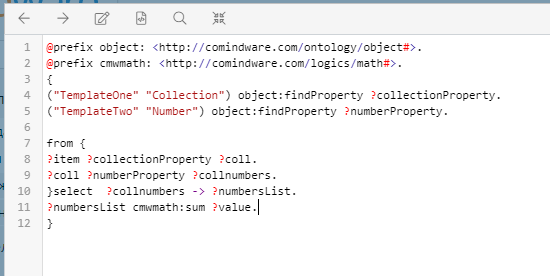 1 @prefix object: <http://comindware.com/ontology/object#>.
2 @prefix cmwmath: <http://comindware.com/logics/math#>.
3 {
4 ("TemplateOne" "Collection") object:findProperty ?collectionProperty.
5 ("TemplateTwo" "Number") object:findProperty ?numberProperty.
6
7 from {
8 ?item ?collectionProperty ?coll.
9 ?coll ?numberProperty ?collnumbers.
10 }select  ?collnumbers -> ?numbersList.
11 ?numbersList cmwmath:sum ?value.
12 }